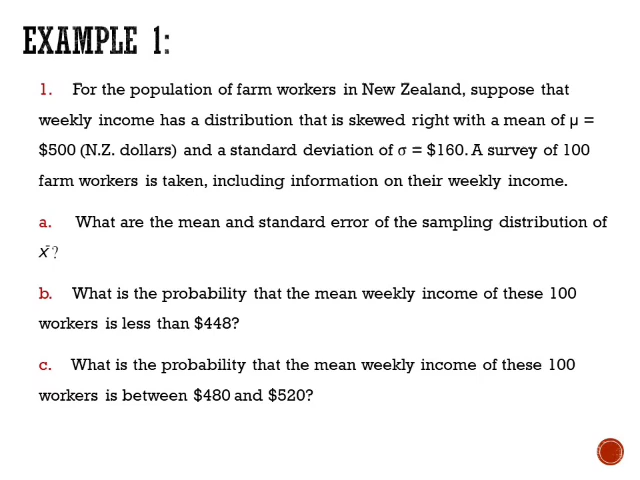 EXAMPLE 1:
1. For the population of farm workers in New Zealand, suppose that
weekly income has a distribution that is skewed right with a mean of μ =
$500 (N.Z. dollars) and a standard deviation of σ = $160. A survey of 100
farm workers is taken, including information on their weekly income.
a. What are the mean and standard error of the sampling distribution of
x̄?
b. What is the probability that the mean weekly income of these 100
workers is less than $448?
c. What is the probability that the mean weekly income of these 100
workers is between $480 and $520?